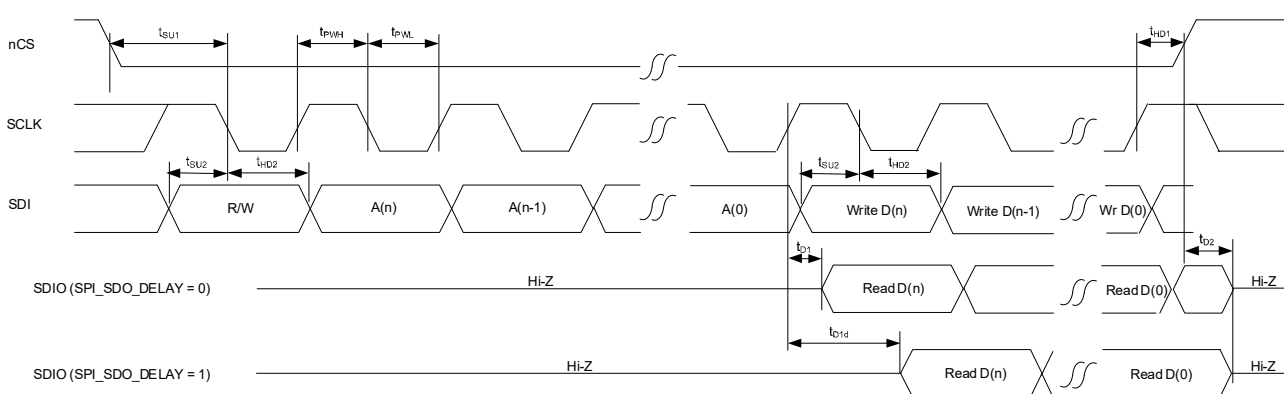 nCS
tSU1
tPWH
tPWL
tHD1
SCLK
tSU2
tHD2
tSU2
tHD2
SDI
R/W
A(n)
A(n-1)
A(0)
Write D(n)
Write D(n-1)
Wr D(0)
tD1
tD2
SDIO (SPI_SDO_DELAY = 0)
Hi-Z
Read D(n)
Read D(0)
Hi-Z
tD1d
SDIO (SPI_SDO_DELAY = 1)
Hi-Z
Read D(n)
Read D(0)
Hi-Z